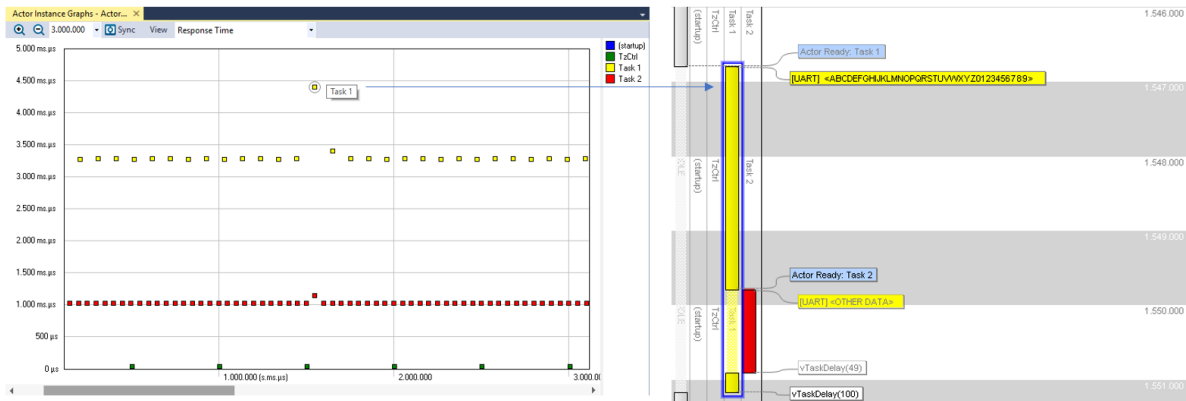 Actor Instance Graphs - Actor...
3.000.000
Sync
View
Response Time
5.000 ms.µs
4.500 ms.µs
4.000 ms.µs
3.500 ms.µs
3.000 ms.µs
2.500 ms.µs
2.000 ms.µs
1.500 ms.µs
1.000 ms.µs
500 µs
0 µs
1.000.000 (s.ms.µs)
2.000.000
3.000.0
Task 1
(startup)
TzCtrl
Task 1
Task 2
(startup)
TzCtrl
Task 1
Task 2
1.546.000
Actor Ready: Task 1
[UART] <ABCDEFGHIJKLMNOPQRSTUVWXYZ0123456789>
1.547.000
IDLE
(startup)
TzCtrl
Task 2
1.548.000
1.549.000
Actor Ready: Task 2
[UART] <OTHER DATA>
IDLE
(startup)
TzCtrl
Task 1
1.550.000
vTaskDelay(49)
1.551.000
vTaskDelay(100)